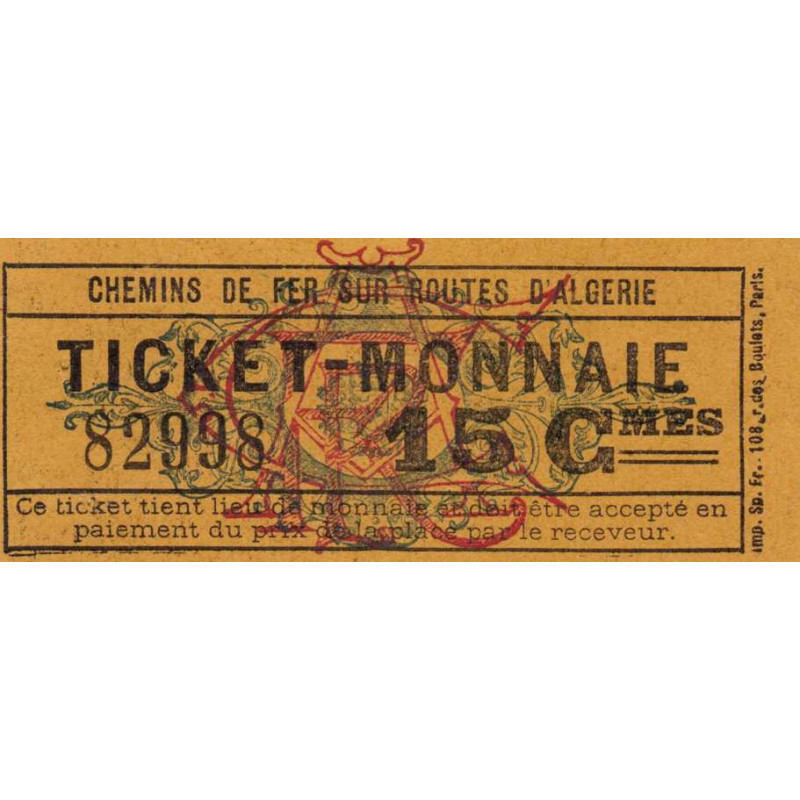 CHEMINS DE FER SUR ROUTES D'ALGERIE
TICKET-MONNAIE
82998 15 CMES
Ce ticket tient lieu de monnaie et doit être accepté en
paiement du prix de la place par le receveur.
Imp. Sp. Fr. - 108, r. des Boulets, Paris.